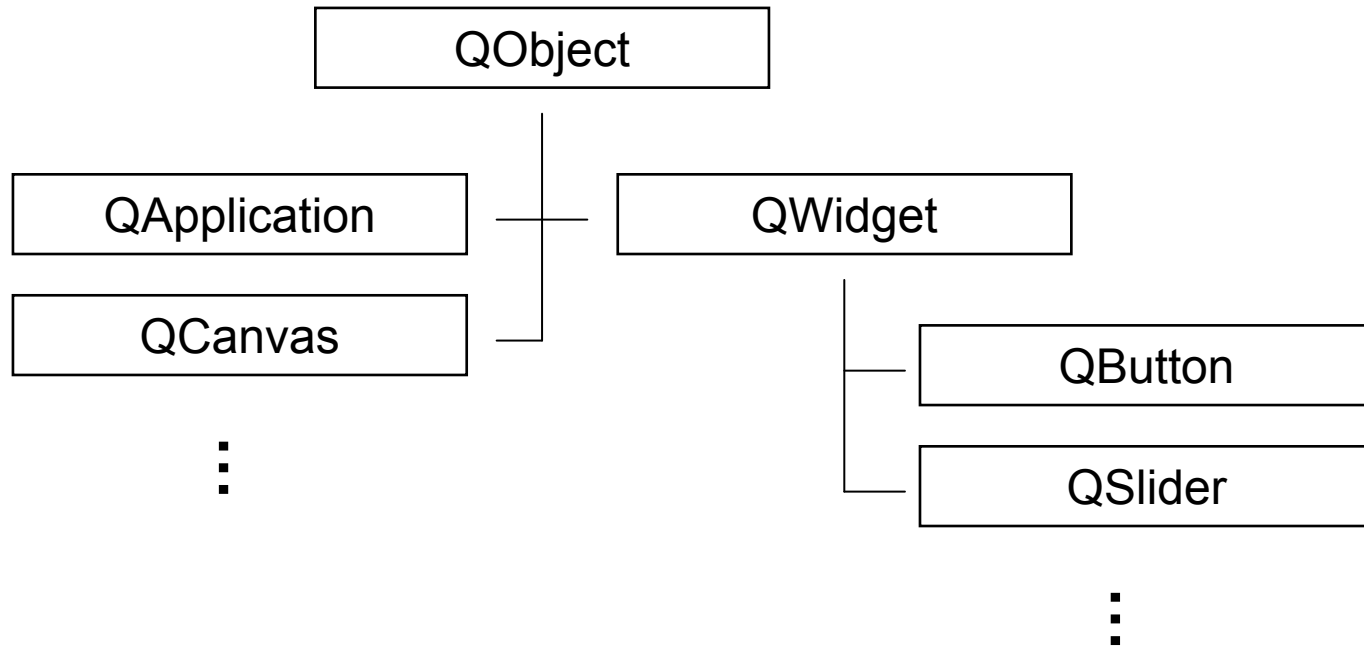 QObject
QApplication
QWidget
QCanvas
QButton
QSlider